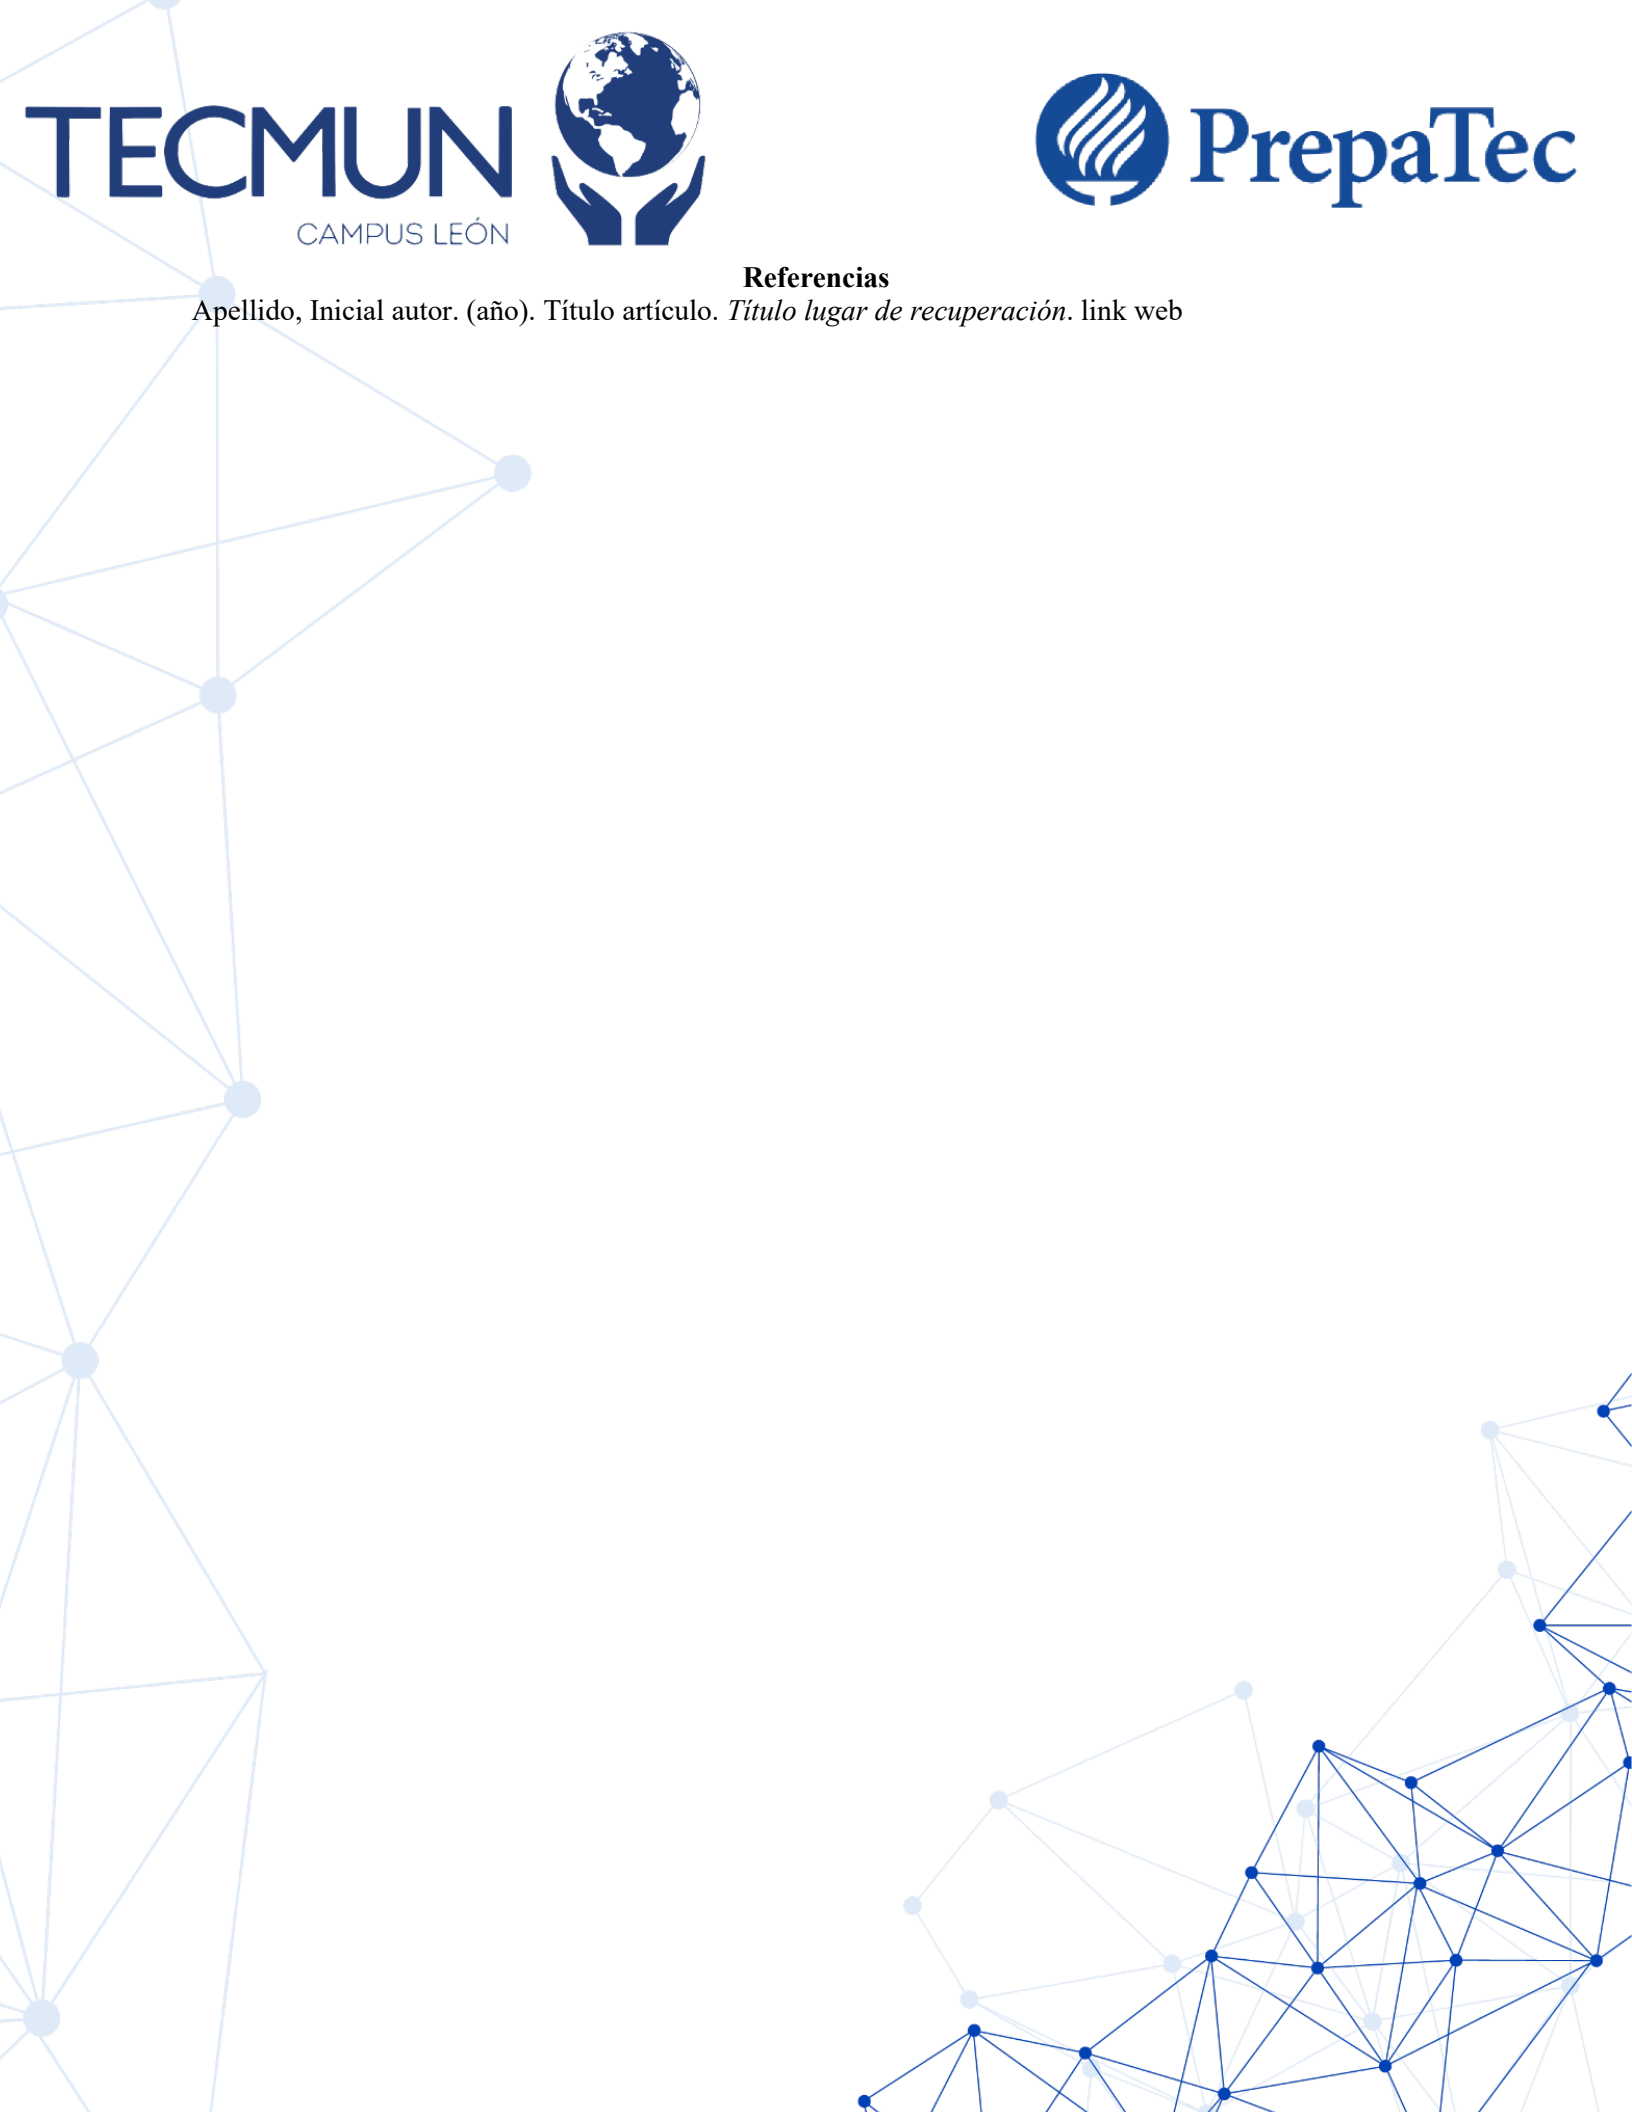 TECMUN
CAMPUS LEÓN
PrepaTec
Referencias
Apellido, Inicial autor. (año). Título artículo. Título lugar de recuperación. link web